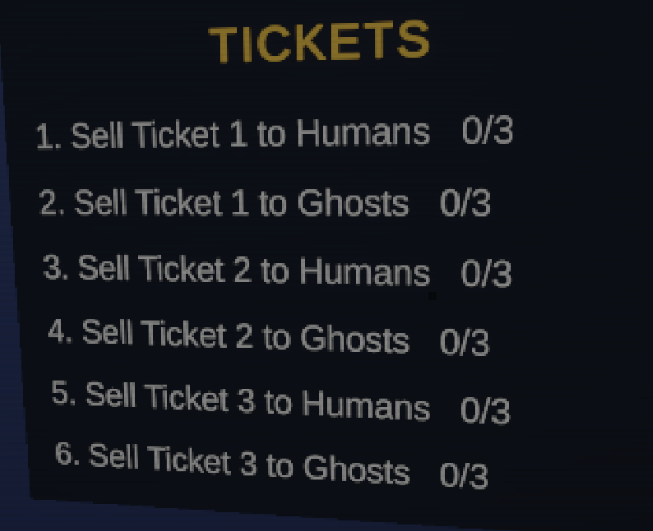 TICKETS
1. Sell Ticket 1 to Humans 0/3
2. Sell Ticket 1 to Ghosts 0/3
3. Sell Ticket 2 to Humans 0/3
4. Sell Ticket 2 to Ghosts 0/3
5. Sell Ticket 3 to Humans 0/3
6. Sell Ticket 3 to Ghosts 0/3